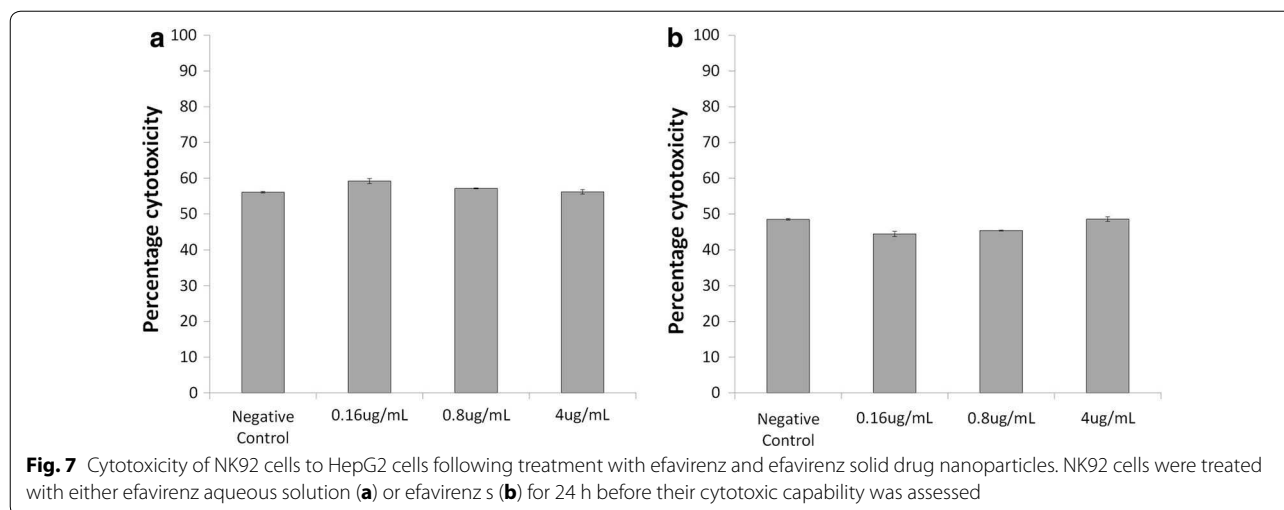 a
100
90
80
70
60
50
40
30
20
10
0
Percentage cytotoxicity
Negative
Control
0.16ug/mL
0.8ug/mL
4ug/mL
b
100
90
80
70
60
50
40
30
20
10
0
Percentage cytotoxicity
Negative
Control
0.16ug/mL
0.8ug/mL
4ug/mL
Fig. 7 Cytotoxicity of NK92 cells to HepG2 cells following treatment with efavirenz and efavirenz solid drug nanoparticles. NK92 cells were treated
with either efavirenz aqueous solution (a) or efavirenz s (b) for 24 h before their cytotoxic capability was assessed